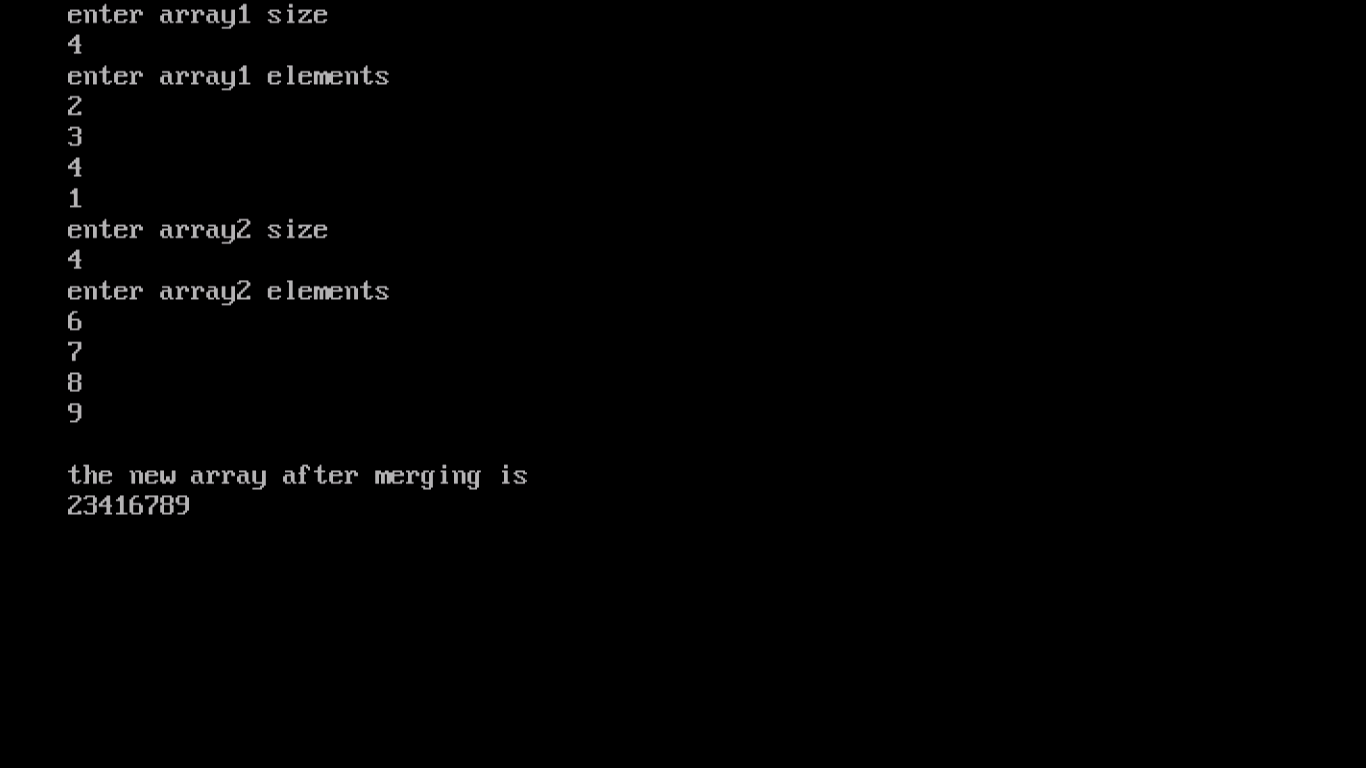 enter array1 size
4
enter array1 elements
2
3
4
1
enter array2 size
4
enter array2 elements
6
7
8
9
the new array after merging is
23416789